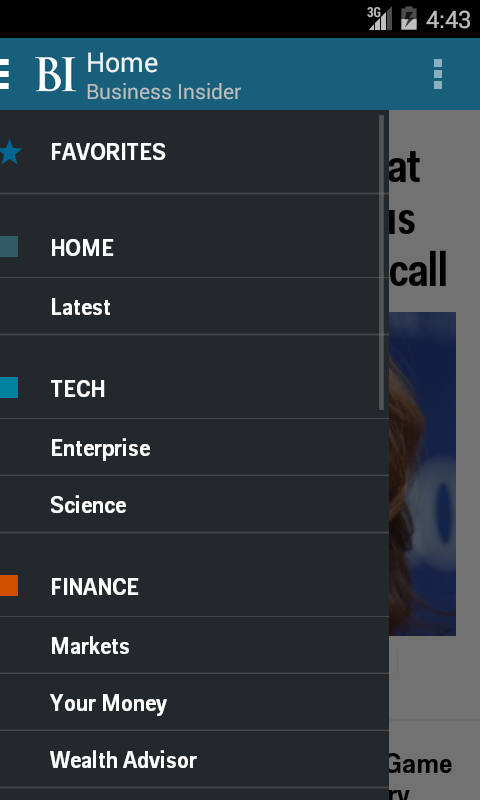 3G 4:43
BI Home
Business Insider
FAVORITES
at
HOME
us
call
Latest
TECH
Enterprise
Science
FINANCE
Markets
Your Money
Wealth Advisor
Game
ry